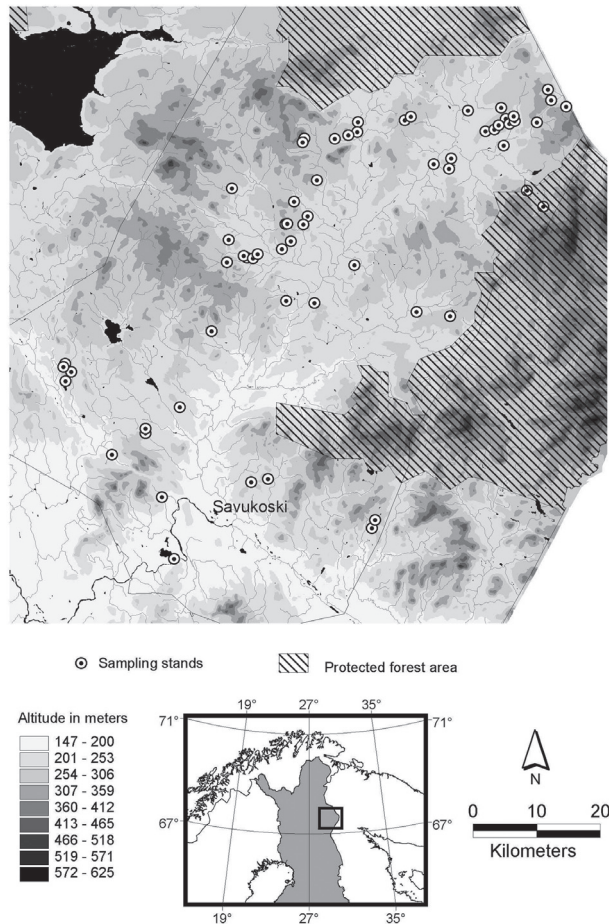 Savukoski
Sampling stands
Protected forest area
Altitude in meters
147 - 200
201 - 253
254 - 306
307 - 359
360 - 412
413 - 465
466 - 518
519 - 571
572 - 625
19° 27° 35°
71° 71°
67° 67°
19° 27° 35°
N
0 10 20
Kilometers